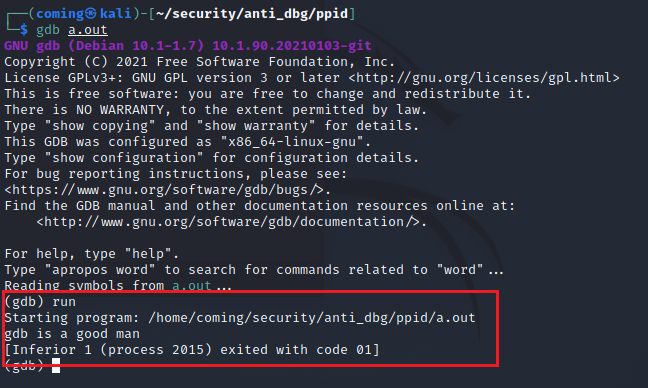 ┌──(coming㉿kali)-[~/security/anti_dbg/ppid]
└─$ gdb a.out
GNU gdb (Debian 10.1-1.7) 10.1.90.20210103-git
Copyright (C) 2021 Free Software Foundation, Inc.
License GPLv3+: GNU GPL version 3 or later <http://gnu.org/licenses/gpl.html>
This is free software: you are free to change and redistribute it.
There is NO WARRANTY, to the extent permitted by law.
Type "show copying" and "show warranty" for details.
This GDB was configured as "x86_64-linux-gnu".
Type "show configuration" for configuration details.
For bug reporting instructions, please see:
<https://www.gnu.org/software/gdb/bugs/>.
Find the GDB manual and other documentation resources online at:
    <http://www.gnu.org/software/gdb/documentation/>.

For help, type "help".
Type "apropos word" to search for commands related to "word"...
Reading symbols from a.out...
(gdb) run
Starting program: /home/coming/security/anti_dbg/ppid/a.out
gdb is a good man
[Inferior 1 (process 2015) exited with code 01]
(gdb)